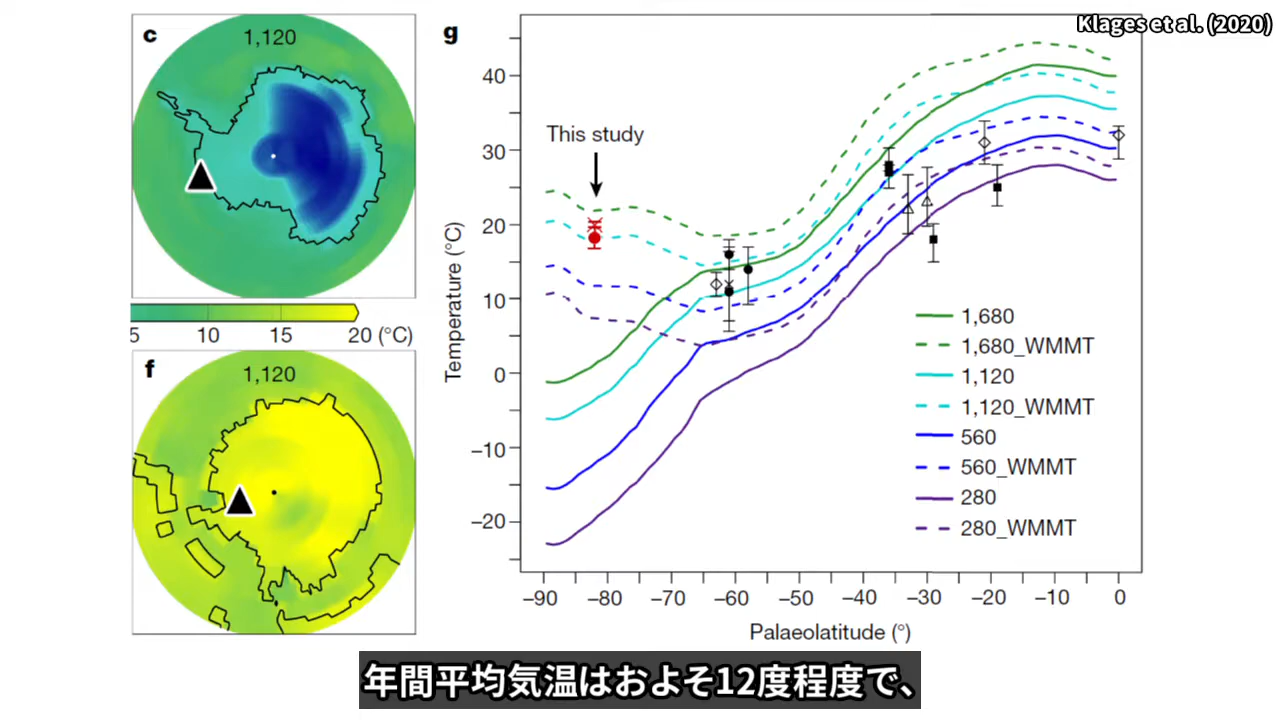 Klages et al. (2020)
c
1,120
5 10 15 20 (°C)
f
1,120
g
This study
Temperature (°C)
40
30
20
10
0
–10
–20
1,680
1,680_WMMT
1,120
1,120_WMMT
560
560_WMMT
280
280_WMMT
–90 –80 –70 –60 –50 –40 –30 –20 –10 0
Palaeolatitude (°)
年間平均気温はおよそ12度程度で、